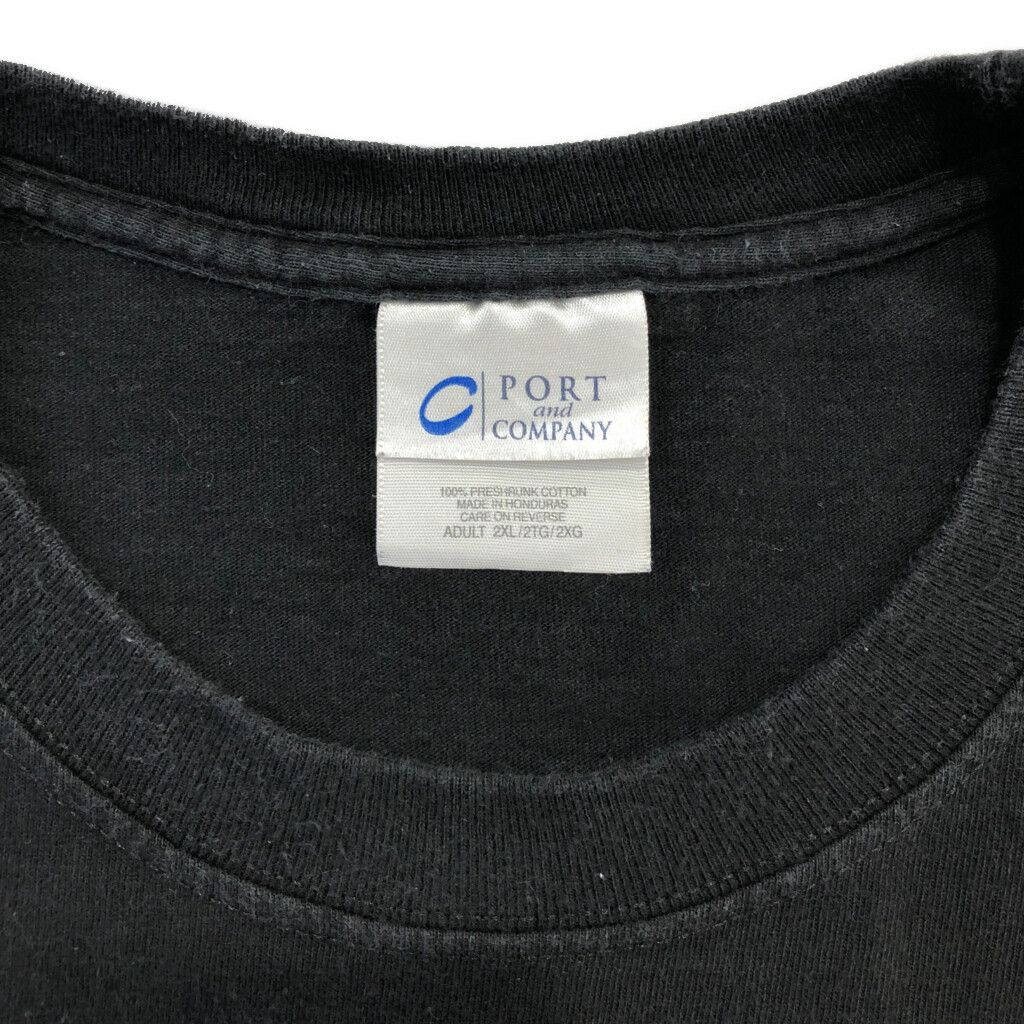 PORT
and
COMPANY
100% PRESHRUNK COTTON
MADE IN HONDURAS
CARE ON REVERSE
ADULT 2XL/2TG/2XG